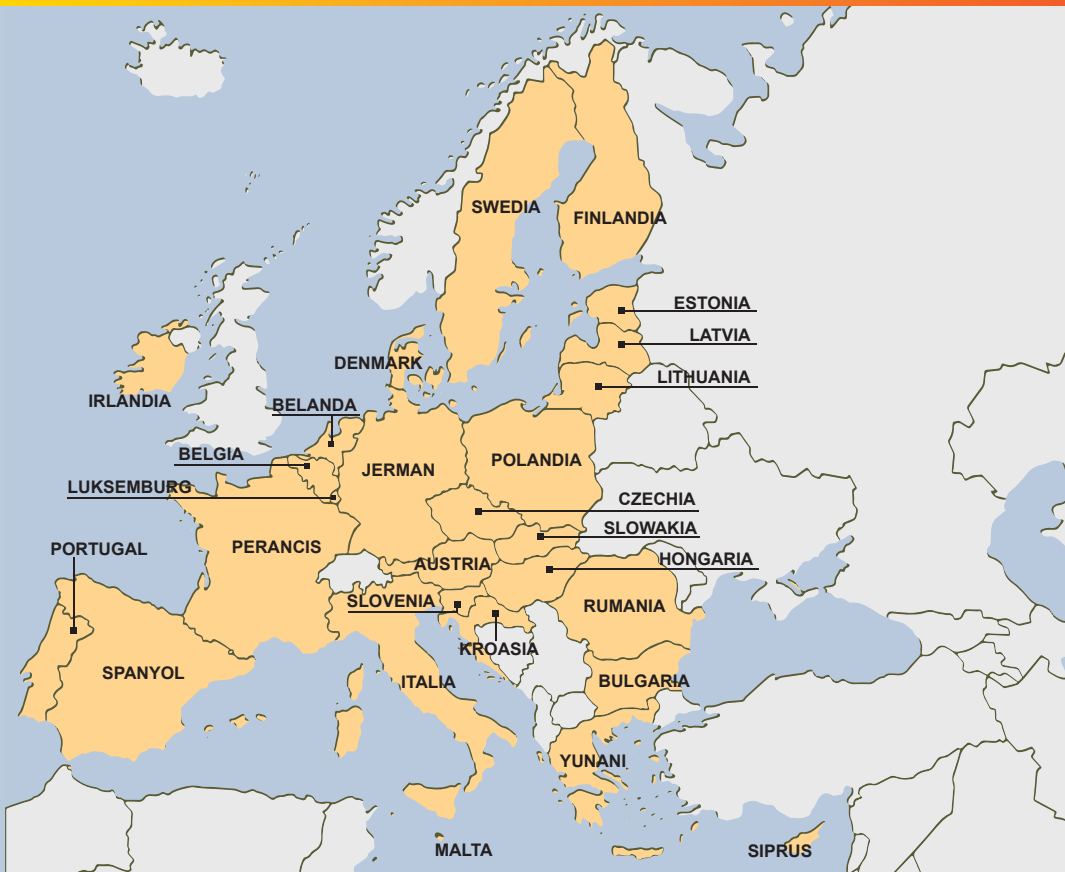 SWEDIA
FINLANDIA
ESTONIA
LATVIA
DENMARK
LITHUANIA
IRLANDIA
BELANDA
BELGIA
JERMAN
POLANDIA
LUKSEMBURG
CZECHIA
SLOWAKIA
PORTUGAL
PERANCIS
HONGARIA
AUSTRIA
SLOVENIA
RUMANIA
KROASIA
SPANYOL
ITALIA
BULGARIA
YUNANI
MALTA
SIPRUS